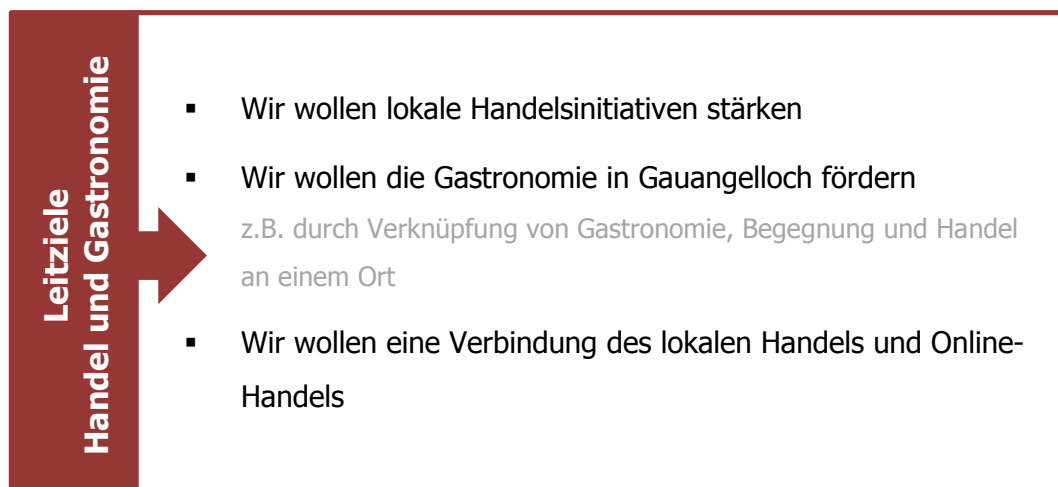 Leitziele
Handel und Gastronomie
▪ Wir wollen lokale Handelsinitiativen stärken
▪ Wir wollen die Gastronomie in Gauangelloch fördern
z.B. durch Verknüpfung von Gastronomie, Begegnung und Handel
an einem Ort
▪ Wir wollen eine Verbindung des lokalen Handels und Online-
Handels